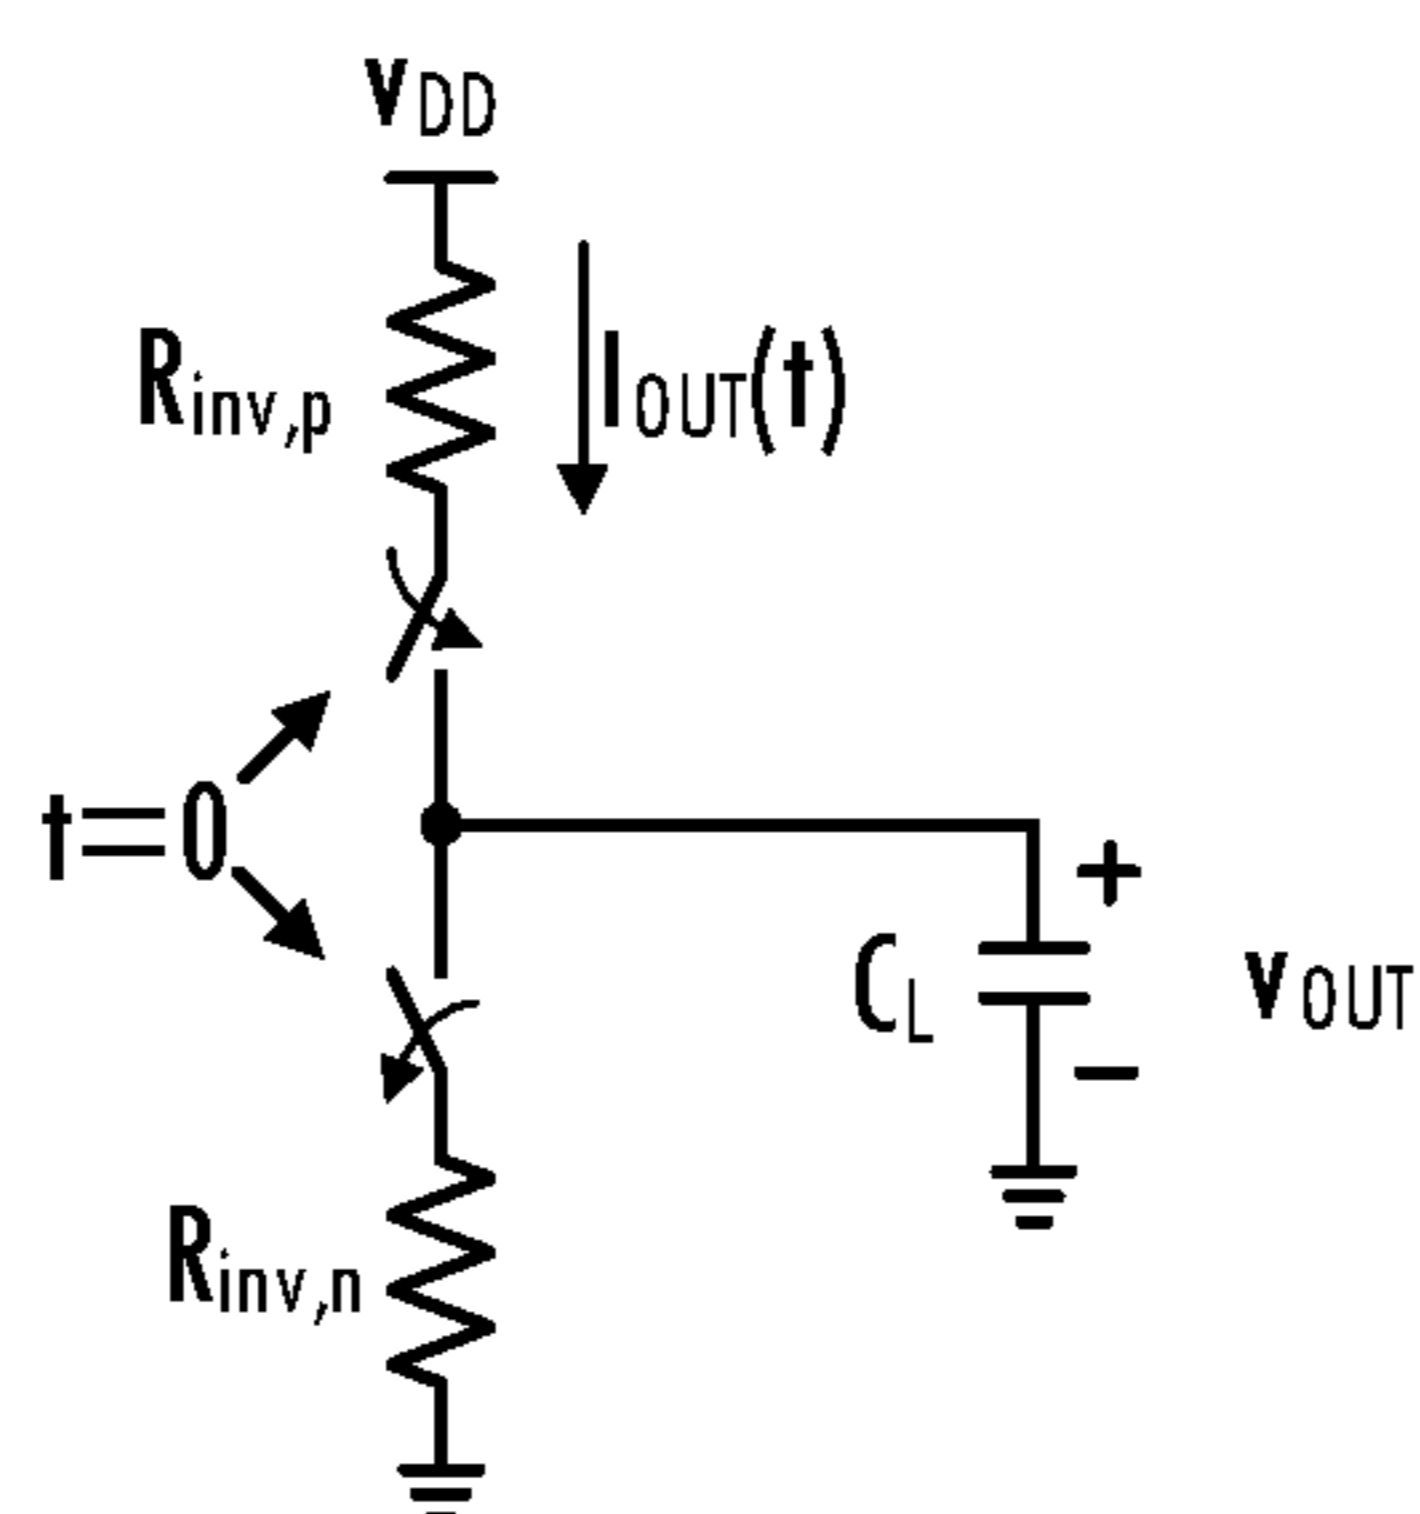 vDD
Rinv,p
IOUT(t)
t=0
+
CL
vOUT
−
Rinv,n